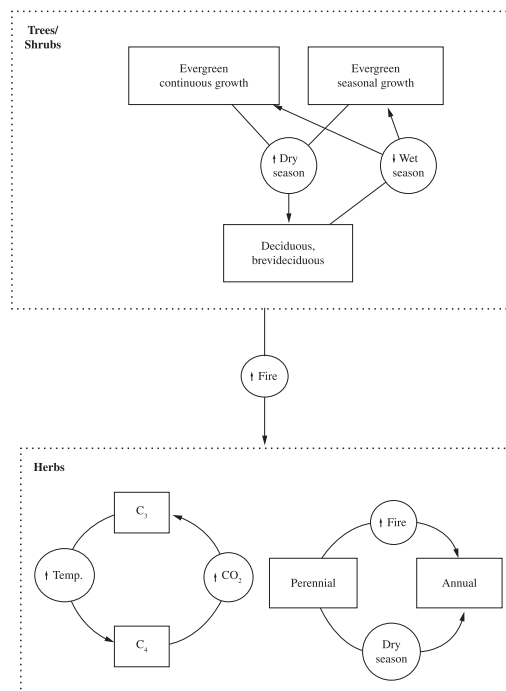 Trees/
Shrubs
Evergreen
continuous growth
Evergreen
seasonal growth
↑ Dry
season
↓ Wet
season
Deciduous,
brevideciduous
↑ Fire
Herbs
C₃
↑ Temp.
↑ CO₂
C₄
↑ Fire
Perennial
Annual
Dry
season